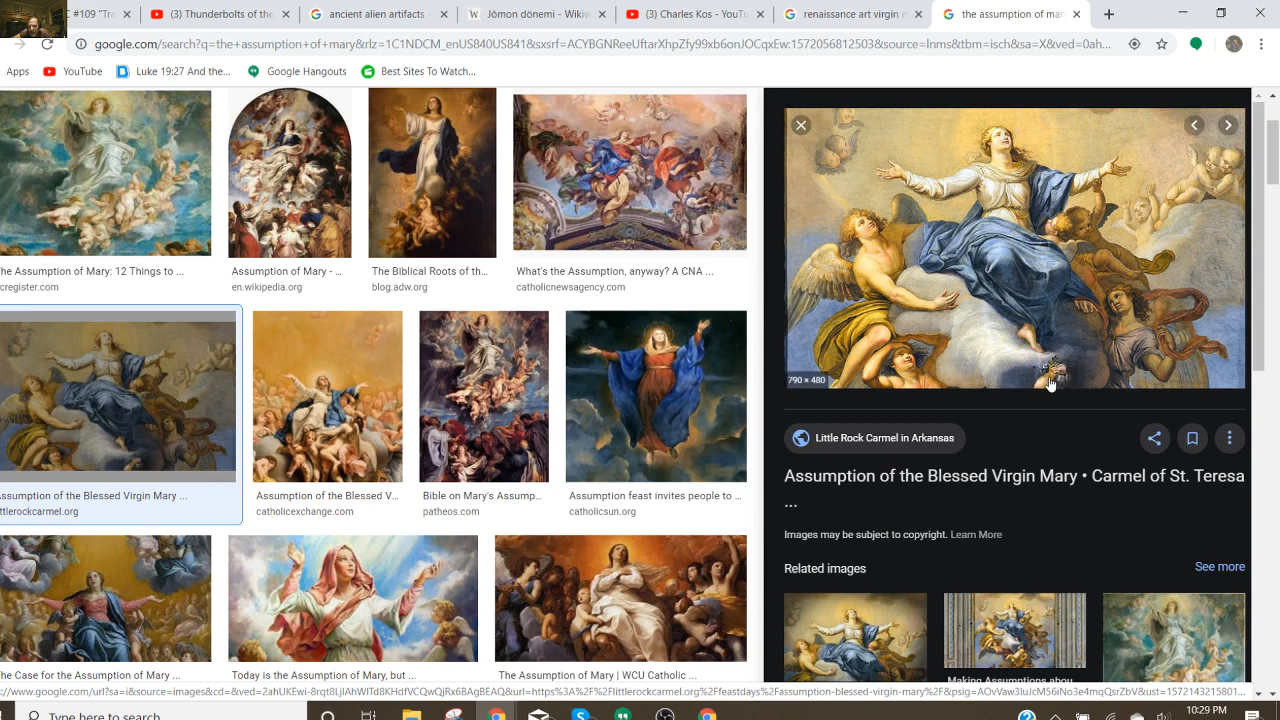 C #109 "Tra
(3) Thunderbolts of the
ancient alien artifacts -
Jōmon dönemi - Vikiw
(3) Charles Kos - YouTu
renaissance art virgin m
the assumption of mar
google.com/search?q=the+assumption+of+mary&rlz=1C1NDCM_enUS840US841&sxsrf=ACYBGNReeUftarXhpZfy99xb6onJOCqxEw:1572056812503&source=lnms&tbm=isch&sa=X&ved=0ah...
Apps
YouTube
Luke 19:27 And the...
Google Hangouts
Best Sites To Watch...
790 × 480
he Assumption of Mary: 12 Things to ...
cregister.com
Assumption of Mary - ...
en.wikipedia.org
The Biblical Roots of th...
blog.adw.org
What's the Assumption, anyway? A CNA ...
catholicnewsagency.com
Little Rock Carmel in Arkansas
Assumption of the Blessed Virgin Mary • Carmel of St. Teresa
...
Images may be subject to copyright. Learn More
Related images
See more
ssumption of the Blessed Virgin Mary ...
ttlerockcarmel.org
Assumption of the Blessed V...
catholicexchange.com
Bible on Mary's Assump...
patheos.com
Assumption feast invites people to ...
catholicsun.org
he Case for the Assumption of Mary ...
Today is the Assumption of Mary, but ...
The Assumption of Mary | WCU Catholic ...
Making Assumptions abou
Type here to search
10:29 PM